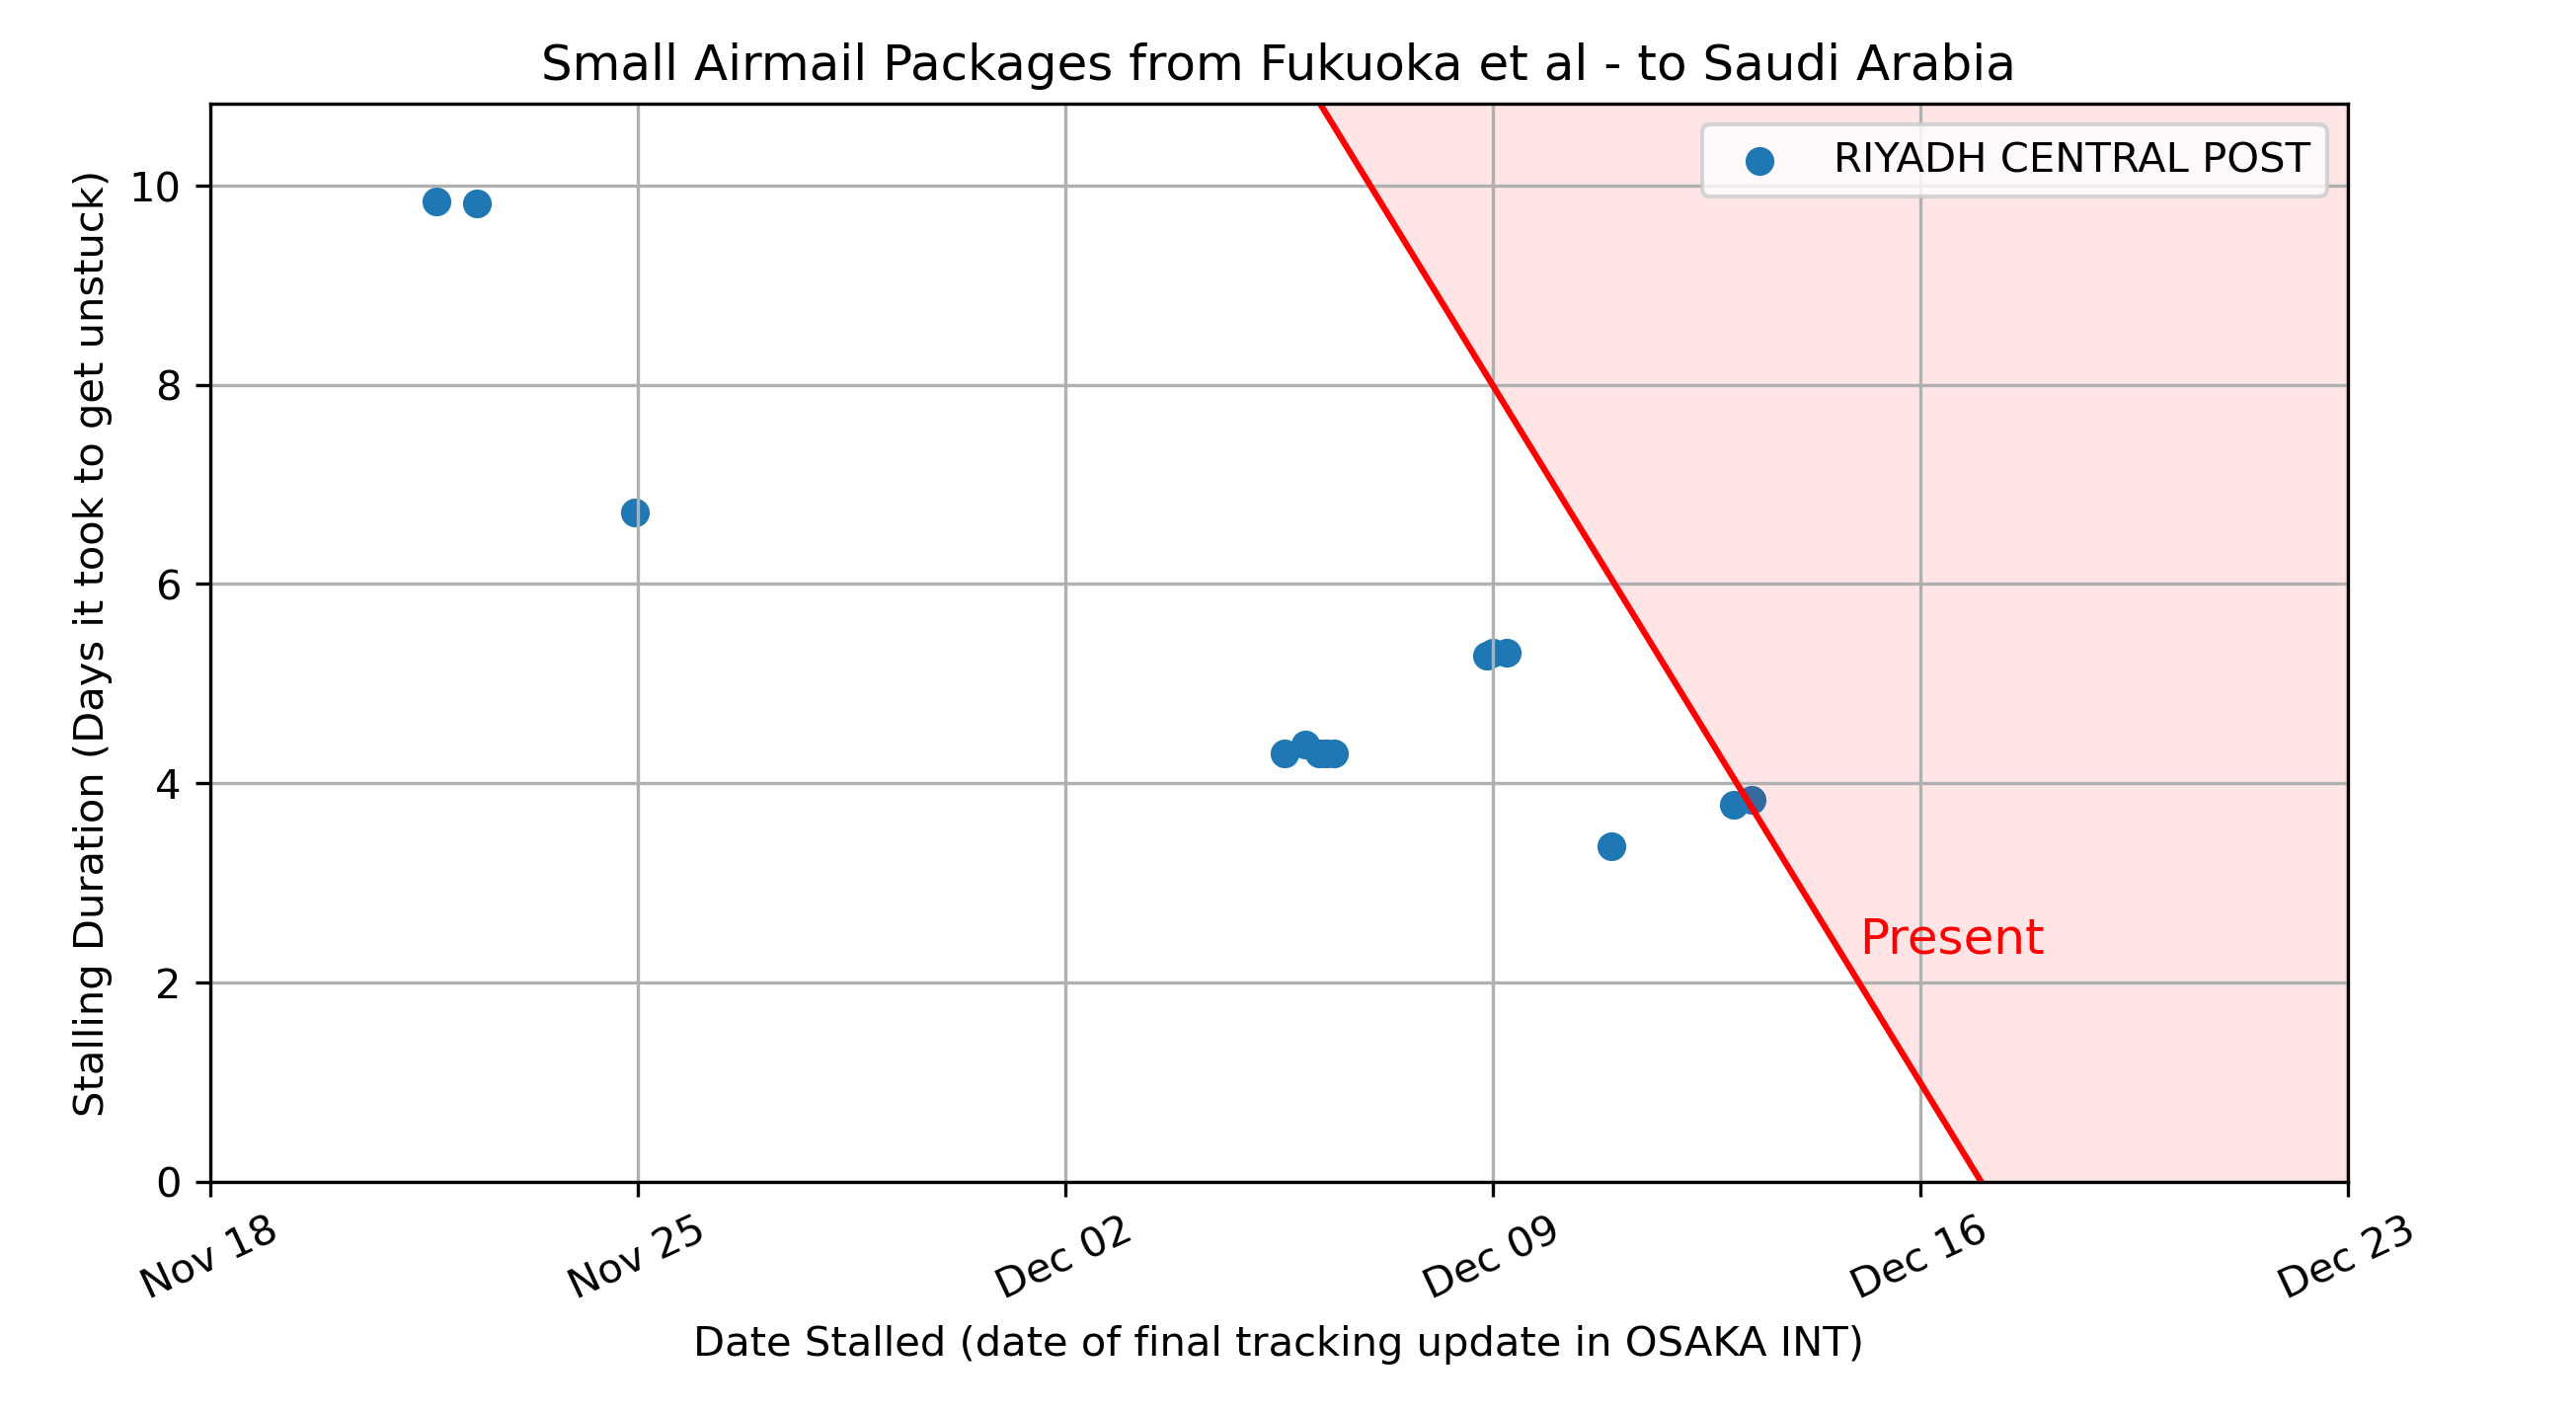 Small Airmail Packages from Fukuoka et al - to Saudi Arabia
RIYADH CENTRAL POST
Stalling Duration (Days it took to get unstuck)
10
8
6
4
2
0
Present
Nov 18
Nov 25
Dec 02
Dec 09
Dec 16
Dec 23
Date Stalled (date of final tracking update in OSAKA INT)